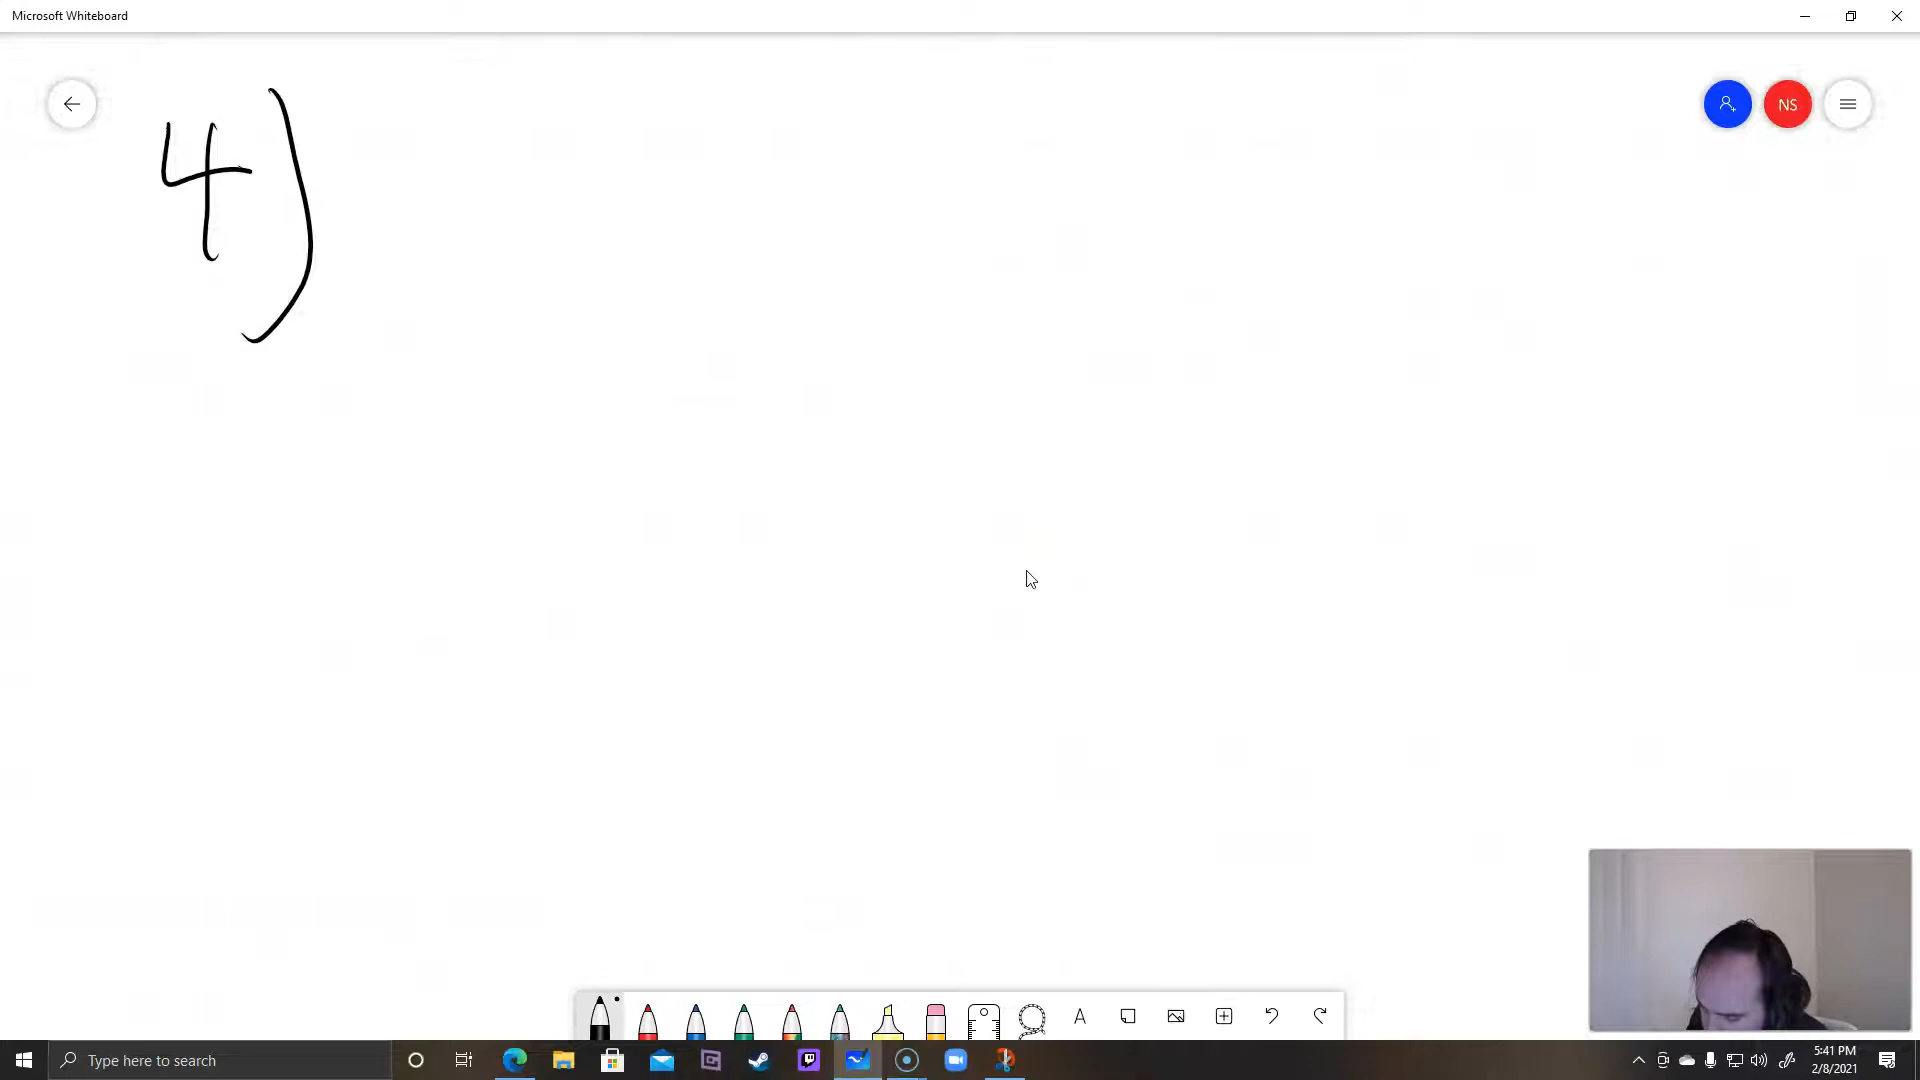 Microsoft Whiteboard
NS
4)
A
Type here to search
5:41 PM
2/8/2021